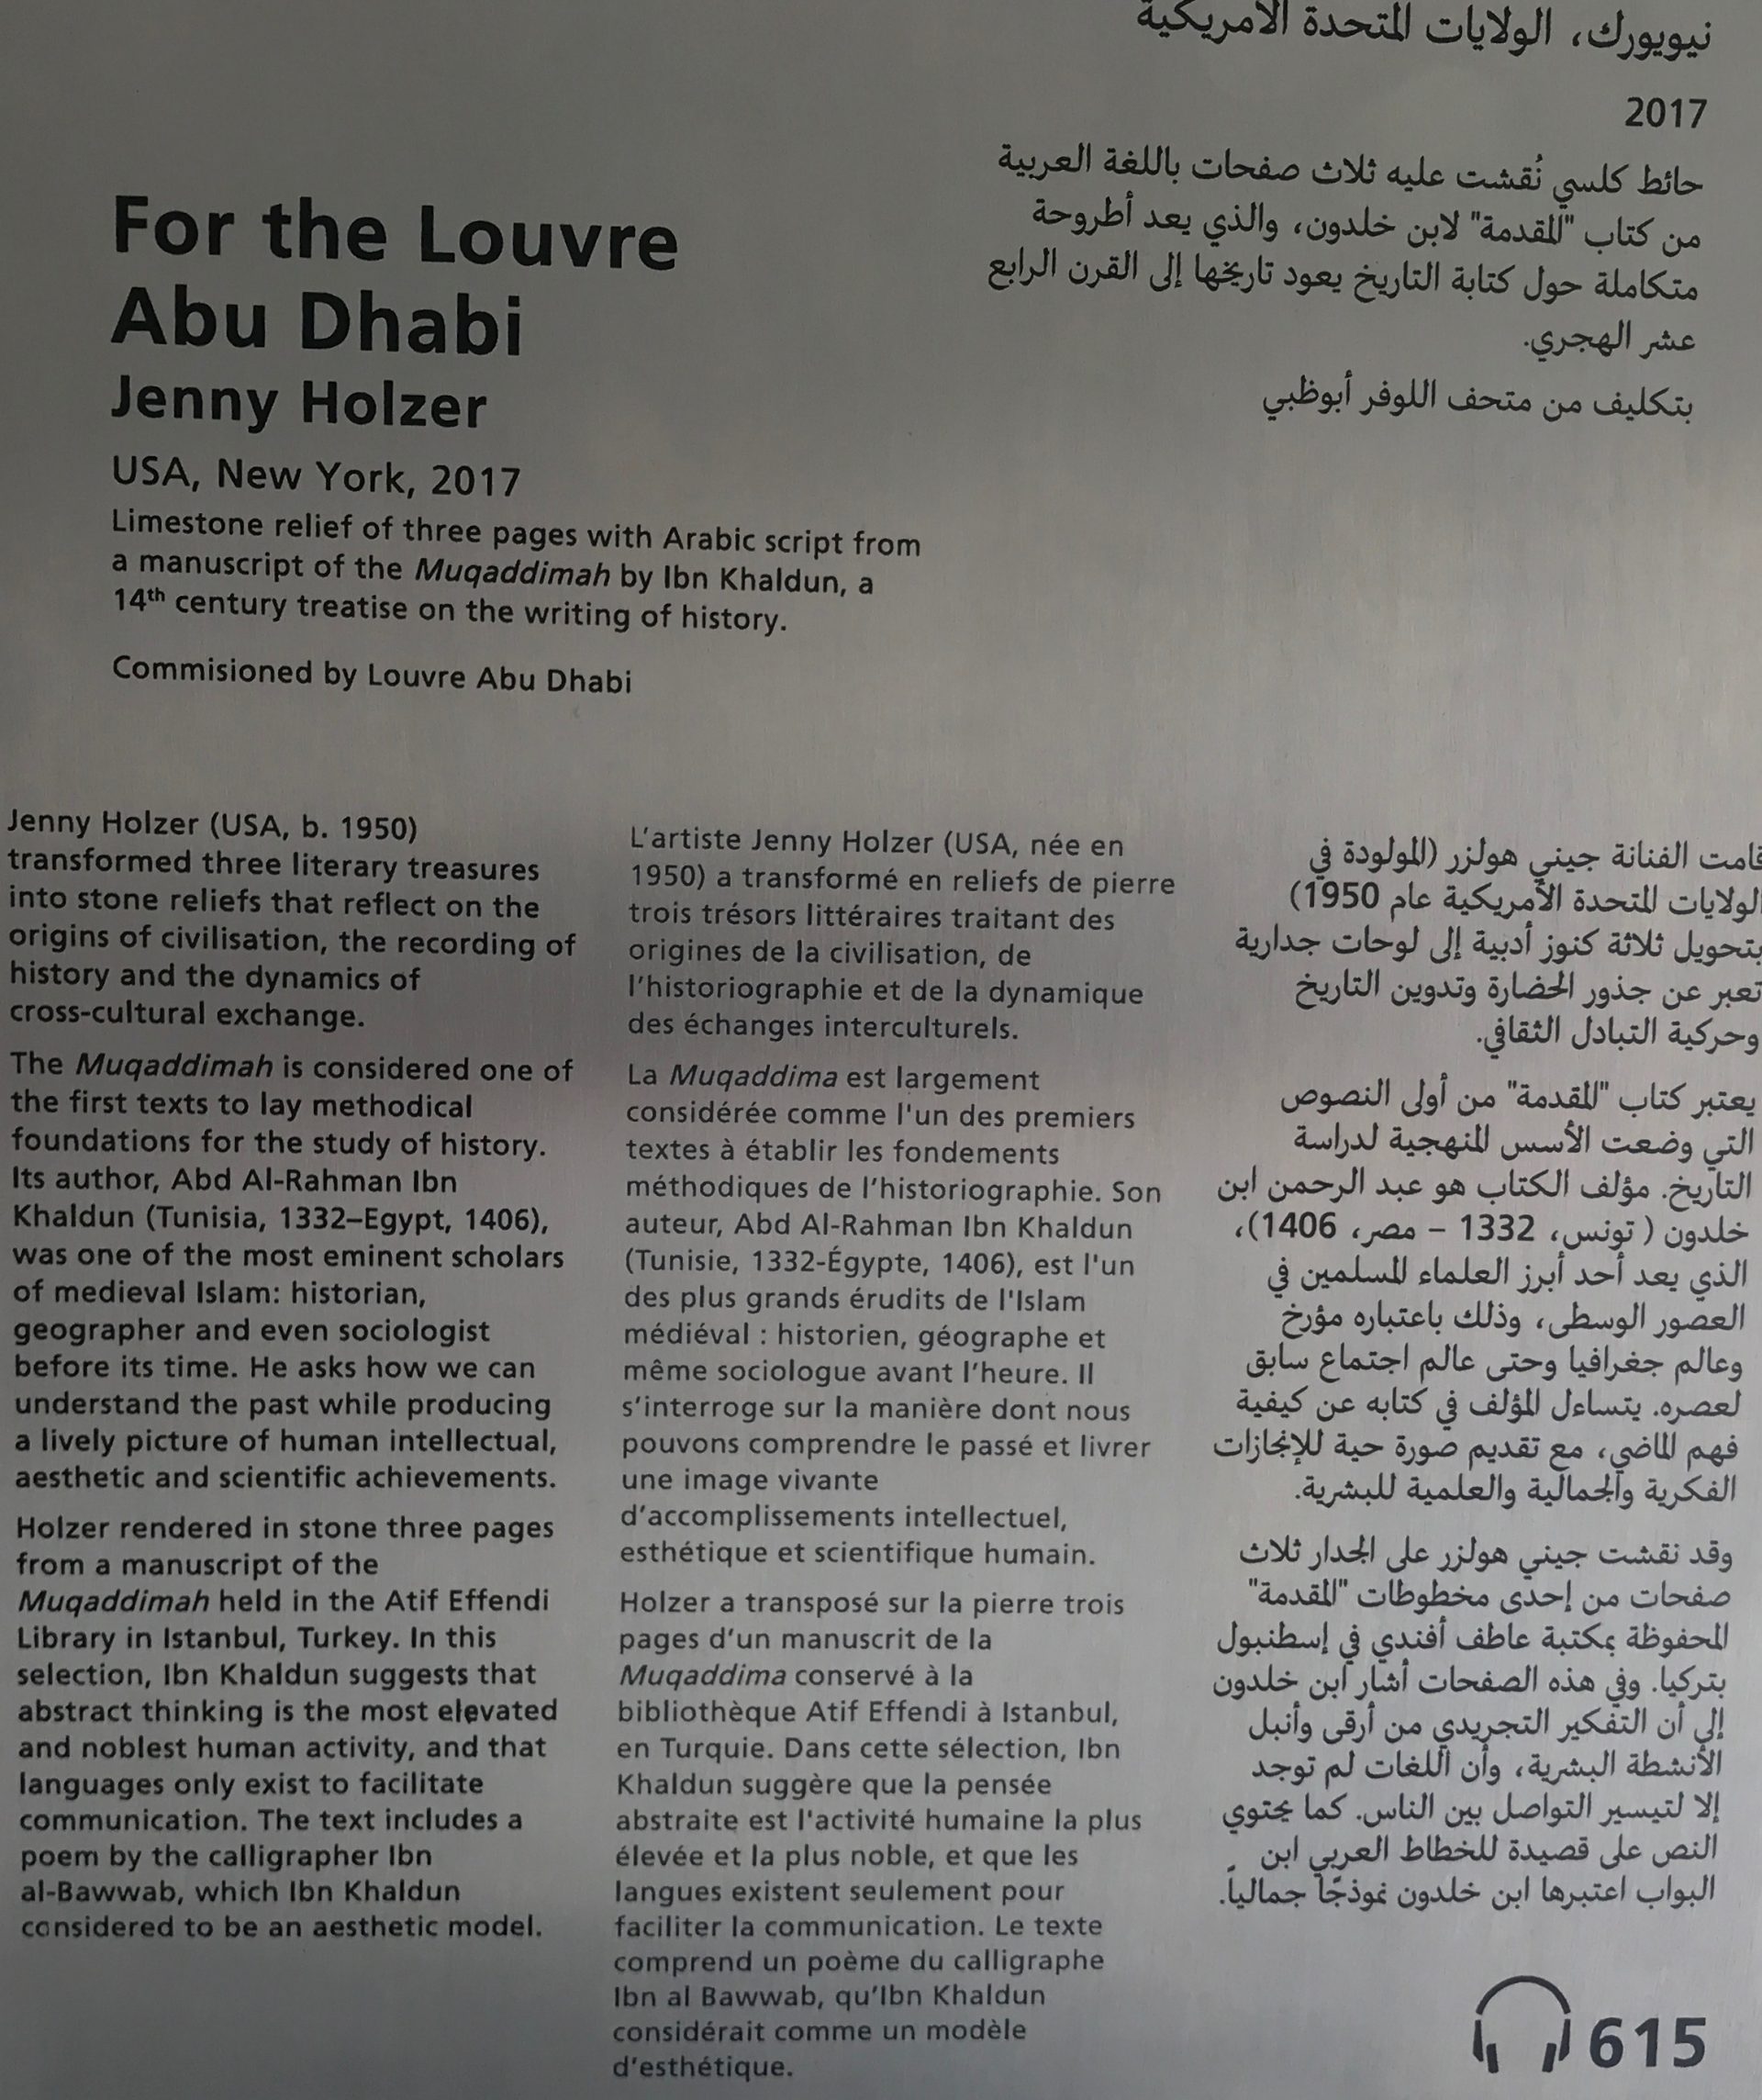 For the Louvre
Abu Dhabi
Jenny Holzer
USA, New York, 2017
Limestone relief of three pages with Arabic script from
a manuscript of the Muqaddimah by Ibn Khaldun, a
14th century treatise on the writing of history.
Commisioned by Louvre Abu Dhabi
نيويورك، الولايات المتحدة الأمريكية
2017
حائط كلسي نُقشت عليه ثلاث صفحات باللغة العربية
من كتاب "المقدمة" لابن خلدون، والذي يعد أطروحة
متكاملة حول كتابة التاريخ يعود تاريخها إلى القرن الرابع
عشر الهجري.
بتكليف من متحف اللوفر أبوظبي
Jenny Holzer (USA, b. 1950)
transformed three literary treasures
into stone reliefs that reflect on the
origins of civilisation, the recording of
history and the dynamics of
cross-cultural exchange.
The Muqaddimah is considered one of
the first texts to lay methodical
foundations for the study of history.
Its author, Abd Al-Rahman Ibn
Khaldun (Tunisia, 1332–Egypt, 1406),
was one of the most eminent scholars
of medieval Islam: historian,
geographer and even sociologist
before its time. He asks how we can
understand the past while producing
a lively picture of human intellectual,
aesthetic and scientific achievements.
Holzer rendered in stone three pages
from a manuscript of the
Muqaddimah held in the Atif Effendi
Library in Istanbul, Turkey. In this
selection, Ibn Khaldun suggests that
abstract thinking is the most elevated
and noblest human activity, and that
languages only exist to facilitate
communication. The text includes a
poem by the calligrapher Ibn
al-Bawwab, which Ibn Khaldun
considered to be an aesthetic model.
L'artiste Jenny Holzer (USA, née en
1950) a transformé en reliefs de pierre
trois trésors littéraires traitant des
origines de la civilisation, de
l'historiographie et de la dynamique
des échanges interculturels.
La Muqaddima est largement
considérée comme l'un des premiers
textes à établir les fondements
méthodiques de l'historiographie. Son
auteur, Abd Al-Rahman Ibn Khaldun
(Tunisie, 1332-Égypte, 1406), est l'un
des plus grands érudits de l'Islam
médiéval : historien, géographe et
même sociologue avant l'heure. Il
s'interroge sur la manière dont nous
pouvons comprendre le passé et livrer
une image vivante
d'accomplissements intellectuel,
esthétique et scientifique humain.
Holzer a transposé sur la pierre trois
pages d'un manuscrit de la
Muqaddima conservé à la
bibliothèque Atif Effendi à Istanbul,
en Turquie. Dans cette sélection, Ibn
Khaldun suggère que la pensée
abstraite est l'activité humaine la plus
élevée et la plus noble, et que les
langues existent seulement pour
faciliter la communication. Le texte
comprend un poème du calligraphe
Ibn al Bawwab, qu'Ibn Khaldun
considérait comme un modèle
d'esthétique.
قامت الفنانة جيني هولزر (المولودة في
الولايات المتحدة الأمريكية عام 1950)
بتحويل ثلاثة كنوز أدبية إلى لوحات جدارية
تعبر عن جذور الحضارة وتدوين التاريخ
وحركية التبادل الثقافي.
يعتبر كتاب "المقدمة" من أولى النصوص
التي وضعت الأسس المنهجية لدراسة
التاريخ. مؤلف الكتاب هو عبد الرحمن ابن
خلدون ( تونس، 1332 – مصر، 1406)،
الذي يعد أحد أبرز العلماء المسلمين في
العصور الوسطى، وذلك باعتباره مؤرخ
وعالم جغرافيا وحتى عالم اجتماع سابق
لعصره. يتساءل المؤلف في كتابه عن كيفية
فهم الماضي، مع تقديم صورة حية للإنجازات
الفكرية والجمالية والعلمية للبشرية.
وقد نقشت جيني هولزر على الجدار ثلاث
صفحات من إحدى مخطوطات "المقدمة"
المحفوظة بمكتبة عاطف أفندي في إسطنبول
بتركيا. وفي هذه الصفحات أشار ابن خلدون
إلى أن التفكير التجريدي من أرقى وأنبل
الأنشطة البشرية، وأن اللغات لم توجد
إلا لتيسير التواصل بين الناس. كما يحتوي
النص على قصيدة للخطاط العربي ابن
البواب اعتبرها ابن خلدون نموذجًا جمالياً.
615